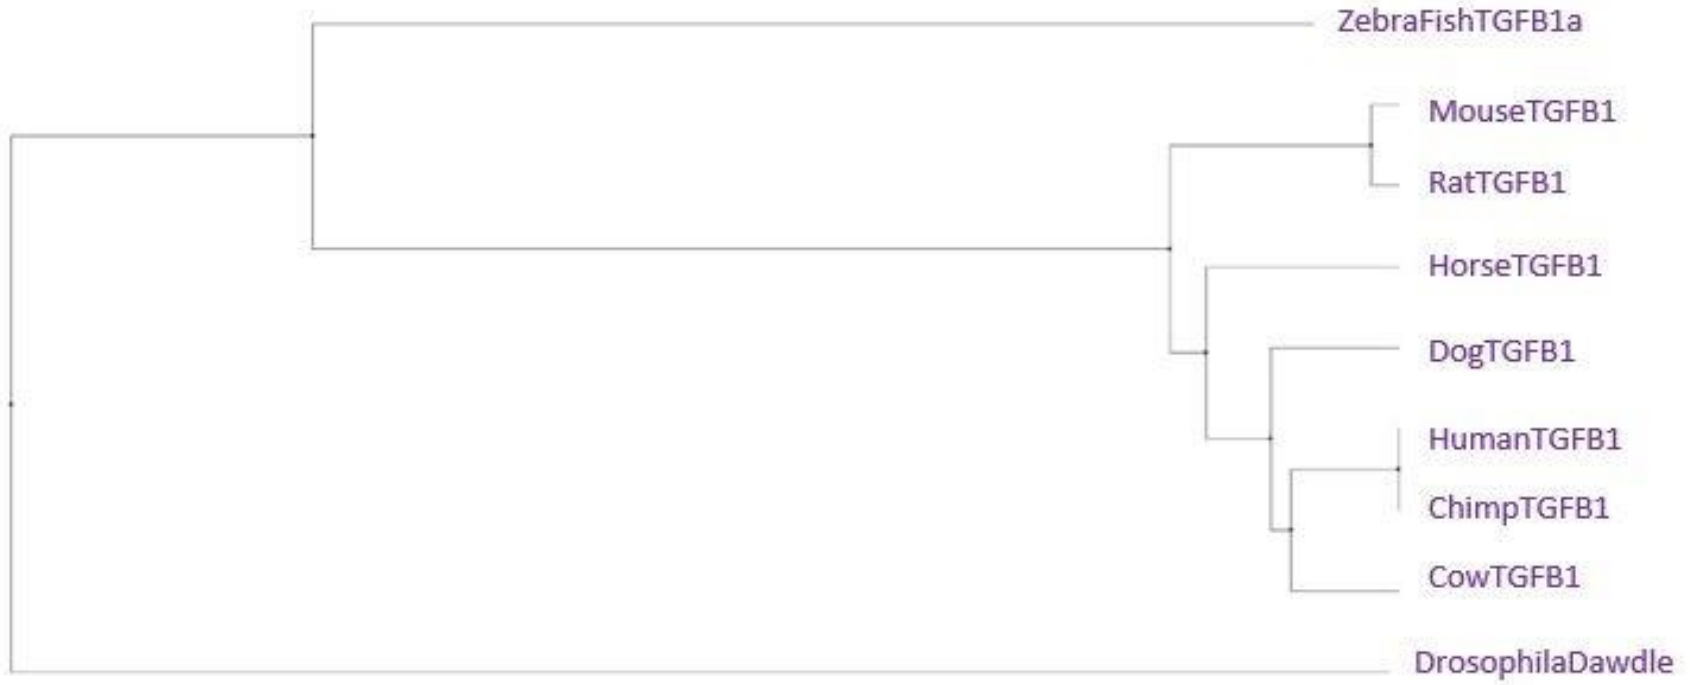 ZebraFishTGFB1a
MouseTGFB1
RatTGFB1
HorseTGFB1
DogTGFB1
HumanTGFB1
ChimpTGFB1
CowTGFB1
DrosophilaDawdle